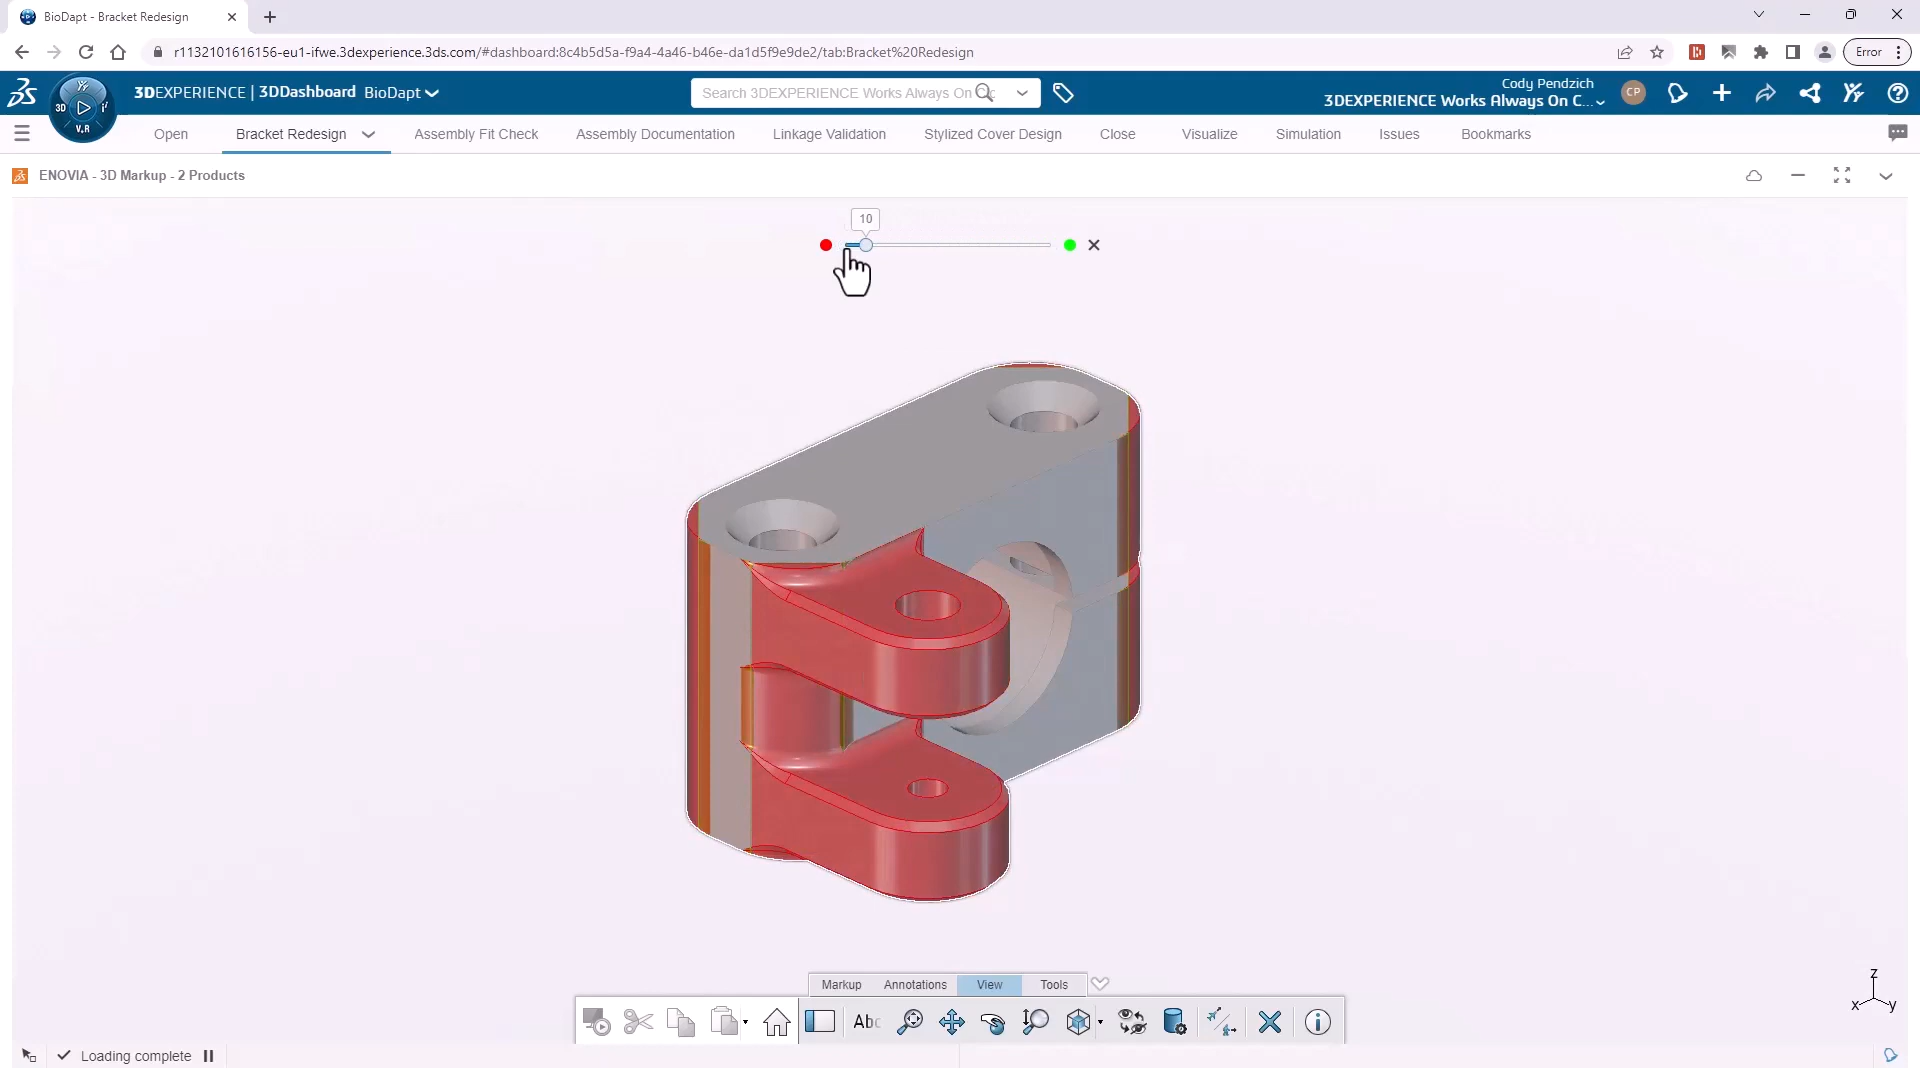 BioDapt - Bracket Redesign
r1132101616156-eu1-ifwe.3dexperience.3ds.com/#dashboard:8c4b5d5a-f9a4-4a46-b46e-da1d5f9e9de2/tab:Bracket%20Redesign
Error
3DEXPERIENCE | 3DDashboard BioDapt
Search 3DEXPERIENCE Works Always On
Cody Pendzich
3DEXPERIENCE Works Always On C...
CP
3D
V.R
Open
Bracket Redesign
Assembly Fit Check
Assembly Documentation
Linkage Validation
Stylized Cover Design
Close
Visualize
Simulation
Issues
Bookmarks
ENOVIA - 3D Markup - 2 Products
10
Markup
Annotations
View
Tools
Abc
z
x
y
Loading complete